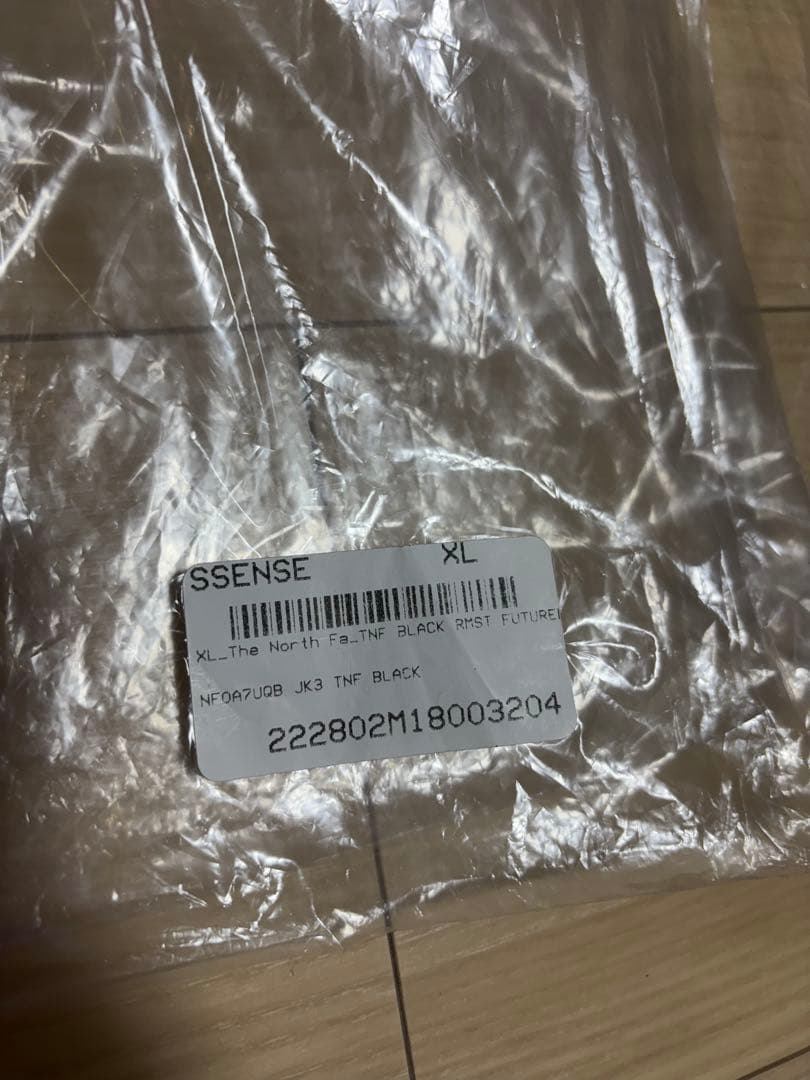 SSENSE XL
XL_The North Fa_TNF BLACK RMST FUTURE
NF0A7UQB JK3 TNF BLACK
222802M18003204